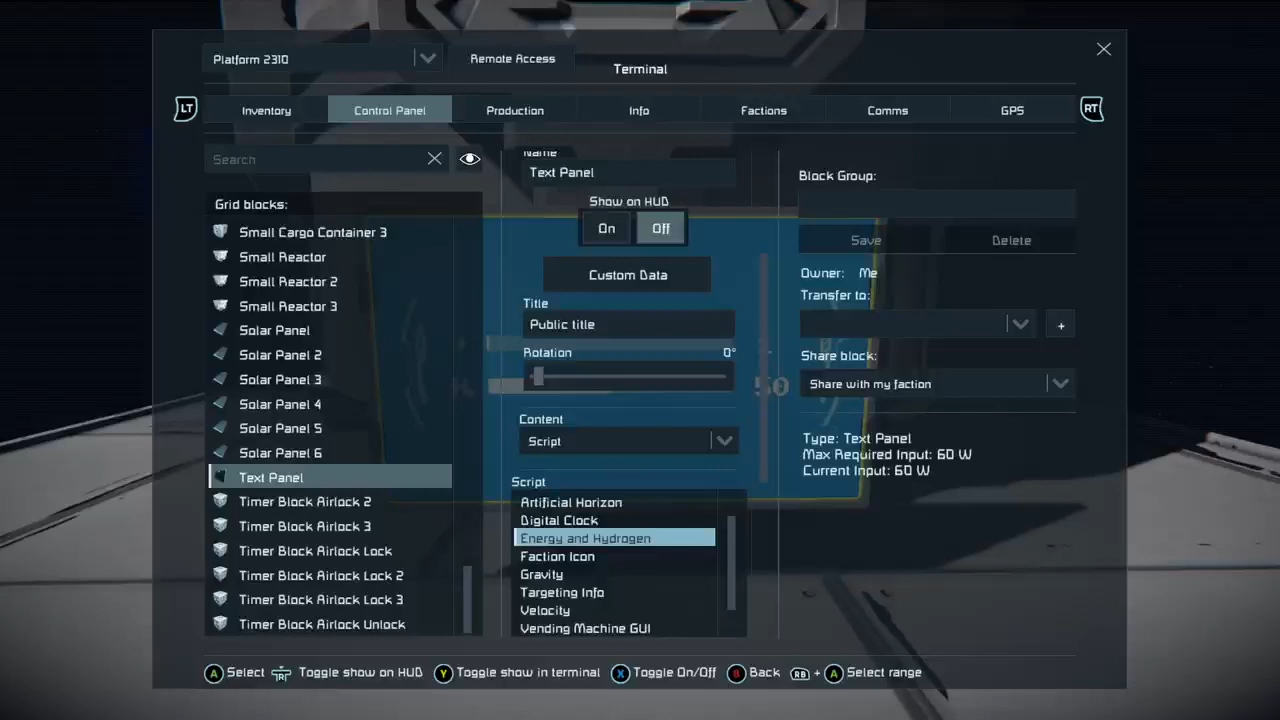 Platform 2310
Remote Access
Terminal
LT
Inventory
Control Panel
Production
Info
Factions
Comms
GPS
RT
Search
Grid blocks:
Small Cargo Container 3
Small Reactor
Small Reactor 2
Small Reactor 3
Solar Panel
Solar Panel 2
Solar Panel 3
Solar Panel 4
Solar Panel 5
Solar Panel 6
Text Panel
Timer Block Airlock 2
Timer Block Airlock 3
Timer Block Airlock Lock
Timer Block Airlock Lock 2
Timer Block Airlock Lock 3
Timer Block Airlock Unlock
Name
Text Panel
Show on HUD
On
Off
Custom Data
Title
Public title
Rotation
0°
Content
Script
Script
Artificial Horizon
Digital Clock
Energy and Hydrogen
Faction Icon
Gravity
Targeting Info
Velocity
Vending Machine GUI
Block Group:
Save
Delete
Owner: Me
Transfer to:
+
Share block:
Share with my faction
Type: Text Panel
Max Required Input: 60 W
Current Input: 60 W
50
A Select
Toggle show on HUD
Y Toggle show in terminal
X Toggle On/Off
B Back
RB + A Select range